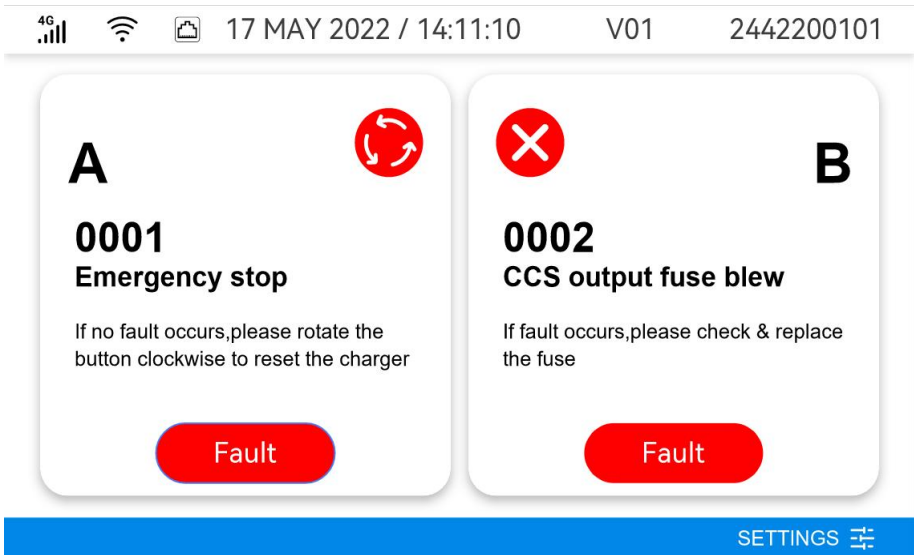 4G 17 MAY 2022 / 14:11:10 V01 2442200101
A
0001
Emergency stop
If no fault occurs,please rotate the
button clockwise to reset the charger
Fault
B
0002
CCS output fuse blew
If fault occurs,please check & replace
the fuse
Fault
SETTINGS